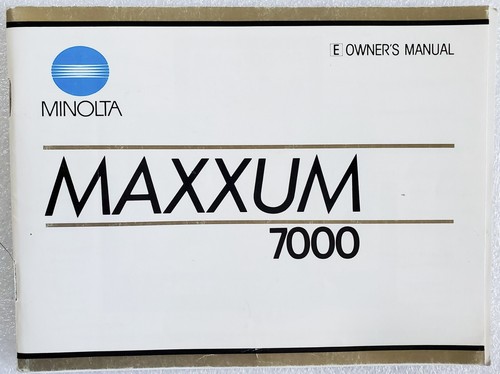 E OWNER'S MANUAL
MINOLTA
MAXXUM
7000